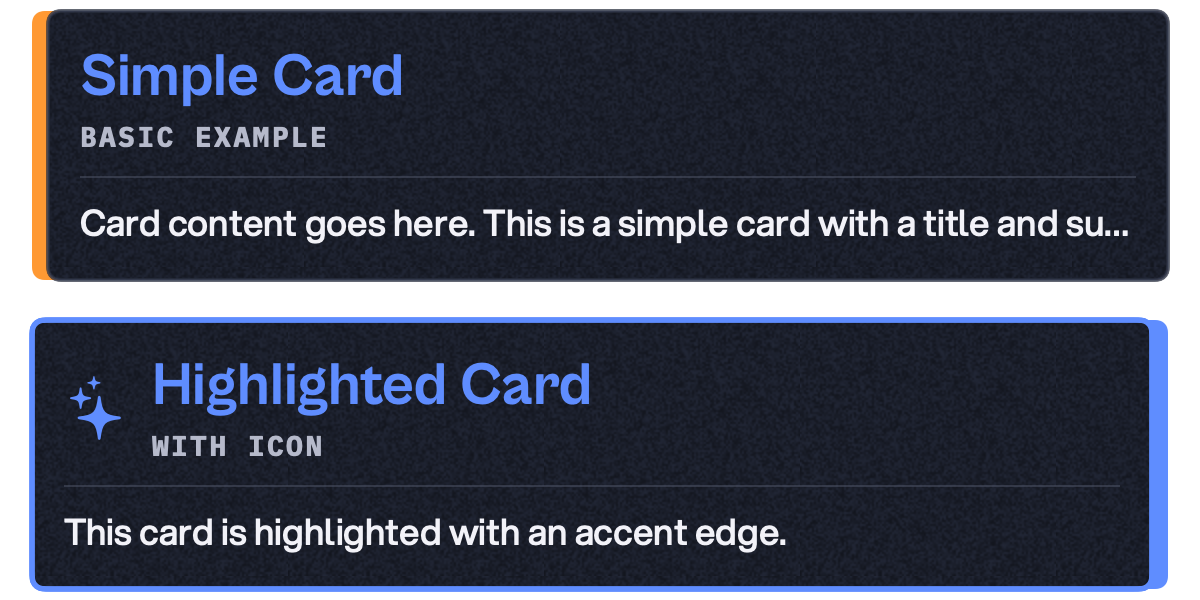 Simple Card
BASIC EXAMPLE
Card content goes here. This is a simple card with a title and su...
Highlighted Card
WITH ICON
This card is highlighted with an accent edge.